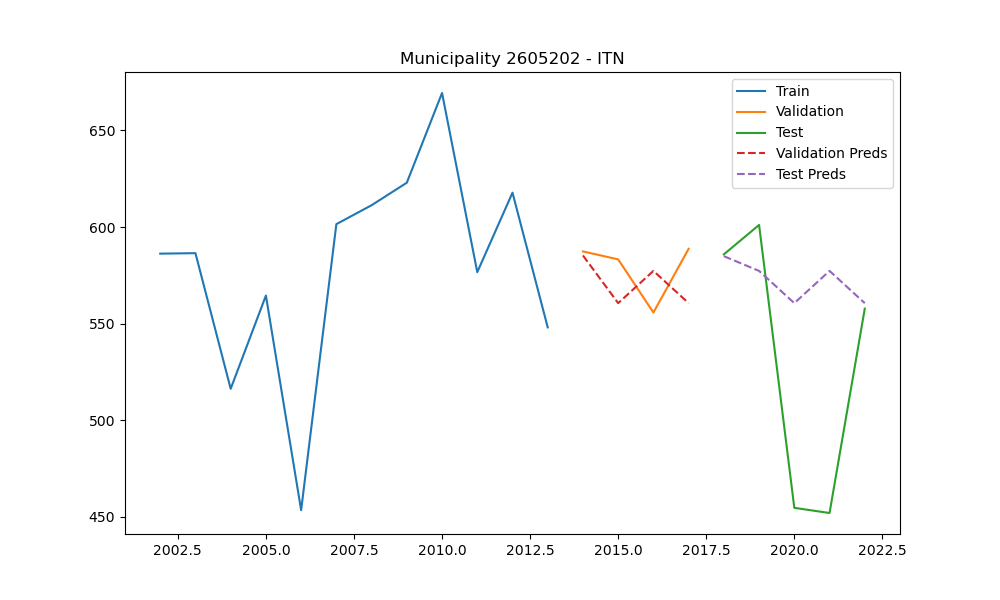 Municipality 2605202 - ITN
Train
Validation
Test
Validation Preds
Test Preds
650
600
550
500
450
2002.5 2005.0 2007.5 2010.0 2012.5 2015.0 2017.5 2020.0 2022.5